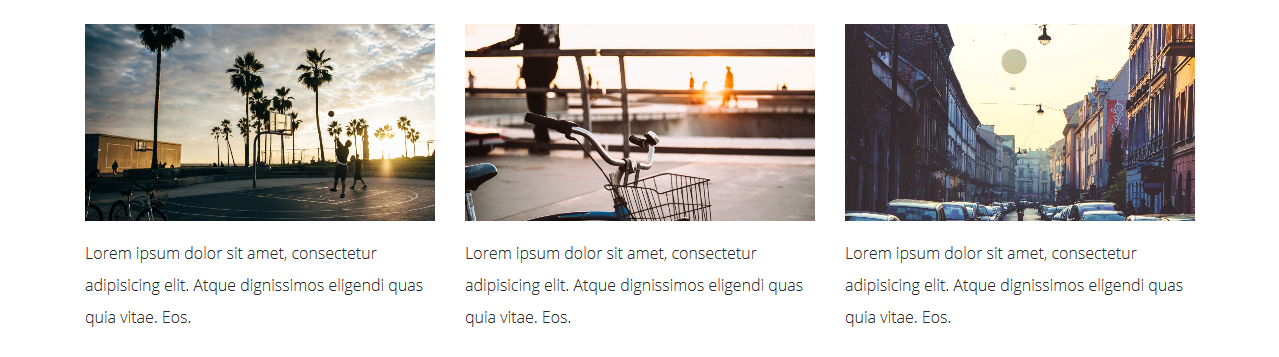 Lorem ipsum dolor sit amet, consectetur
adipisicing elit. Atque dignissimos eligendi quas
quia vitae. Eos.
Lorem ipsum dolor sit amet, consectetur
adipisicing elit. Atque dignissimos eligendi quas
quia vitae. Eos.
Lorem ipsum dolor sit amet, consectetur
adipisicing elit. Atque dignissimos eligendi quas
quia vitae. Eos.